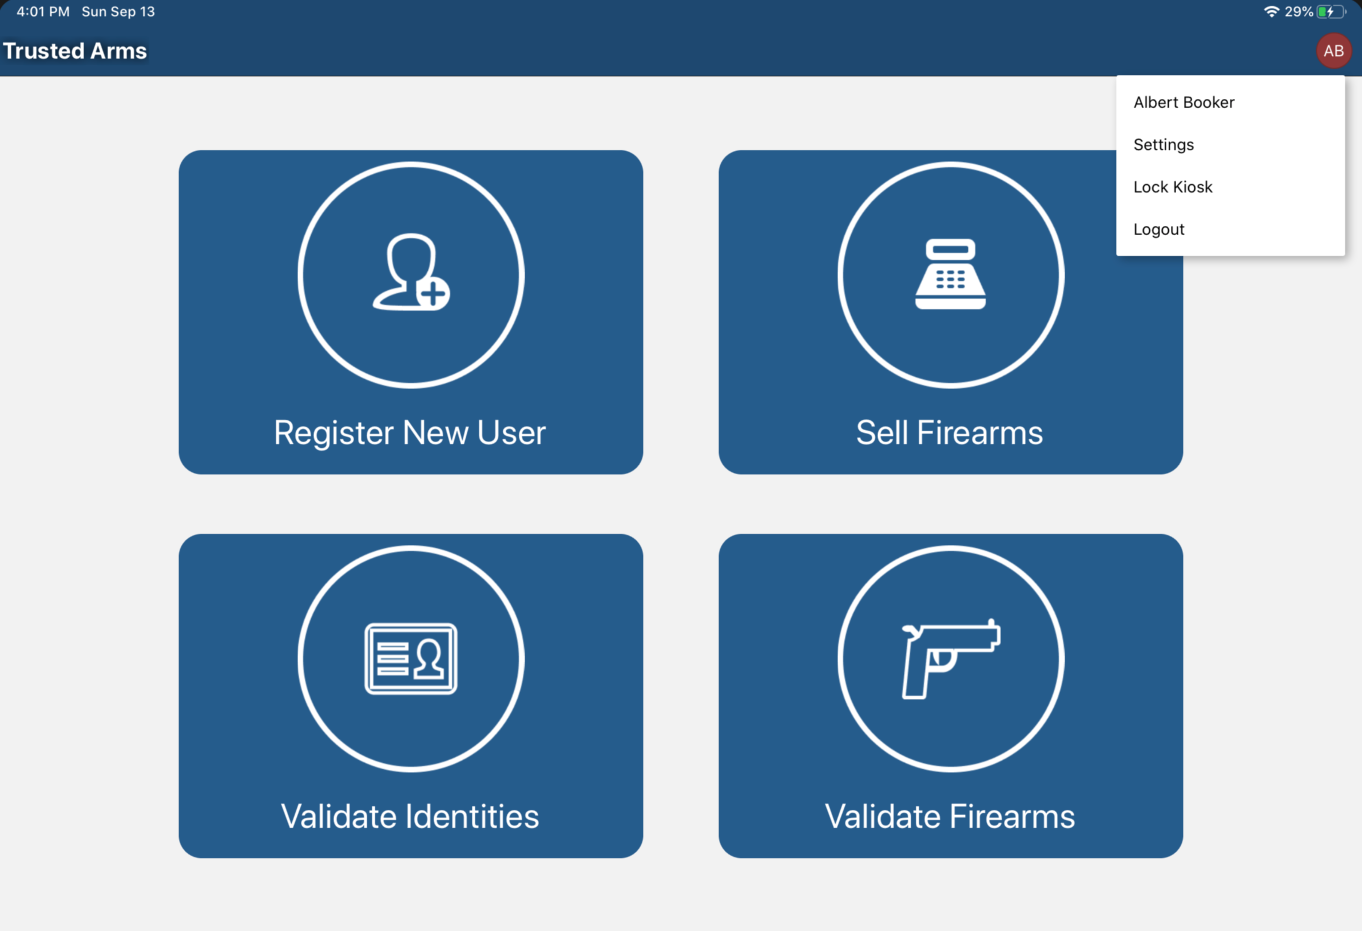 4:01 PM Sun Sep 13
29%
Trusted Arms
AB
Albert Booker
Settings
Lock Kiosk
Logout
Register New User
Sell Firearms
Validate Identities
Validate Firearms